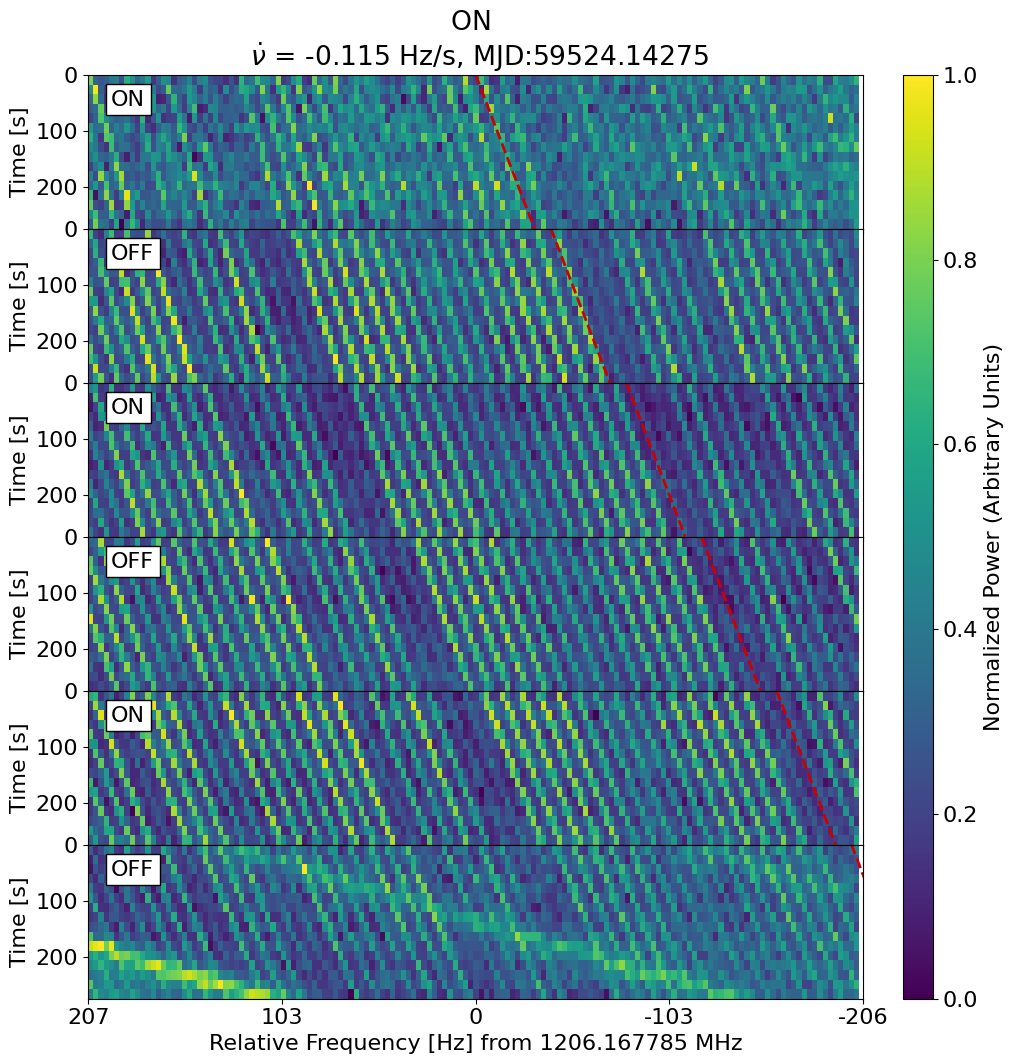 ON
ν̇ = -0.115 Hz/s, MJD:59524.14275
0
ON
Time [s]
100
200
0
OFF
Time [s]
100
200
0
ON
Time [s]
100
200
0
OFF
Time [s]
100
200
0
ON
Time [s]
100
200
0
OFF
Time [s]
100
200
207 103 0 -103 -206
Relative Frequency [Hz] from 1206.167785 MHz
1.0
0.8
0.6
0.4
0.2
0.0
Normalized Power (Arbitrary Units)